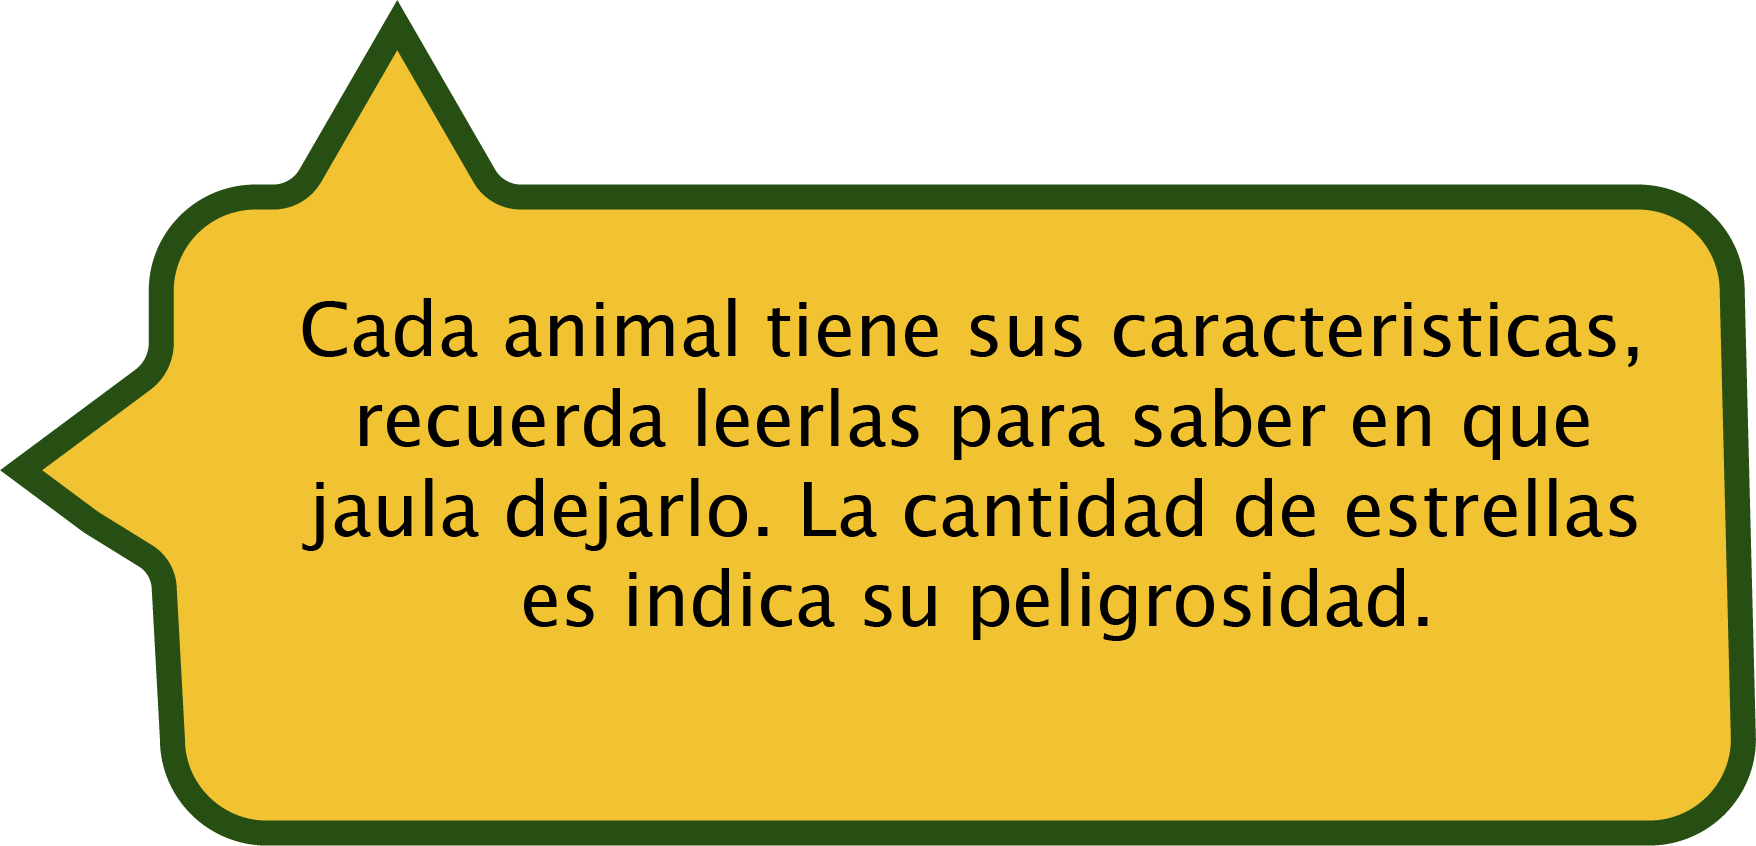 Cada animal tiene sus caracteristicas,
recuerda leerlas para saber en que
jaula dejarlo. La cantidad de estrellas
es indica su peligrosidad.